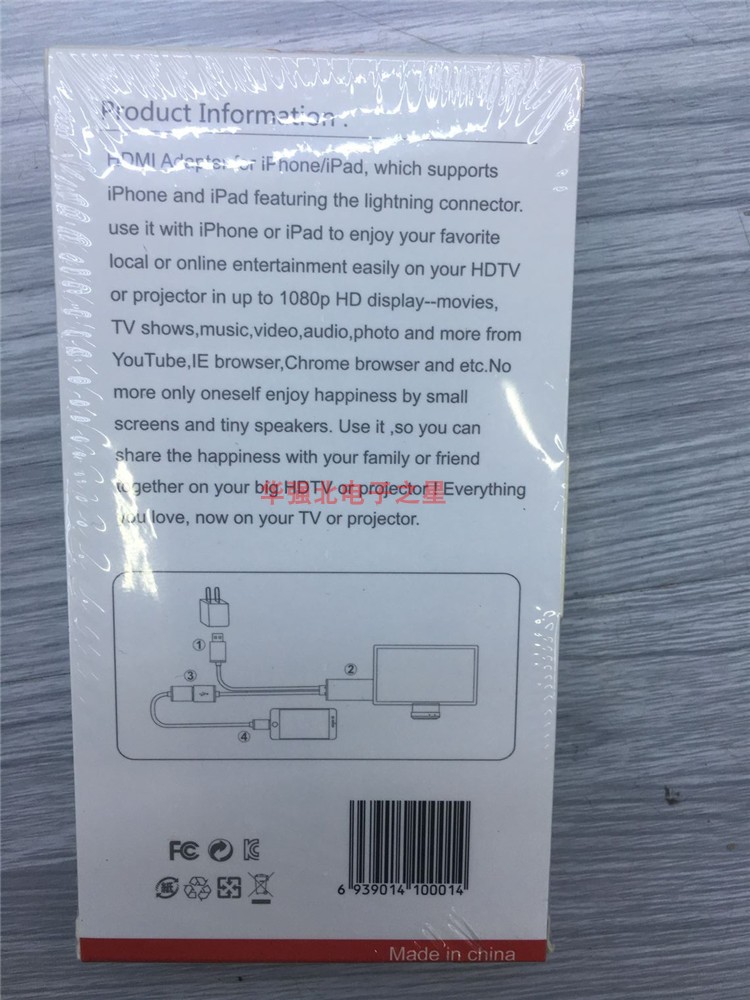 Product Information .
HDMI Adapter for iPhone/iPad, which supports
iPhone and iPad featuring the lightning connector.
use it with iPhone or iPad to enjoy your favorite
local or online entertainment easily on your HDTV
or projector in up to 1080p HD display--movies,
TV shows,music,video,audio,photo and more from
YouTube,IE browser,Chrome browser and etc.No
more only oneself enjoy happiness by small
screens and tiny speakers. Use it ,so you can
share the happiness with your family or friend
together on your big HDTV or projector! Everything
you love, now on your TV or projector.
华强北电子之星
1
2
3
4
FC
6 939014 100014
Made in china